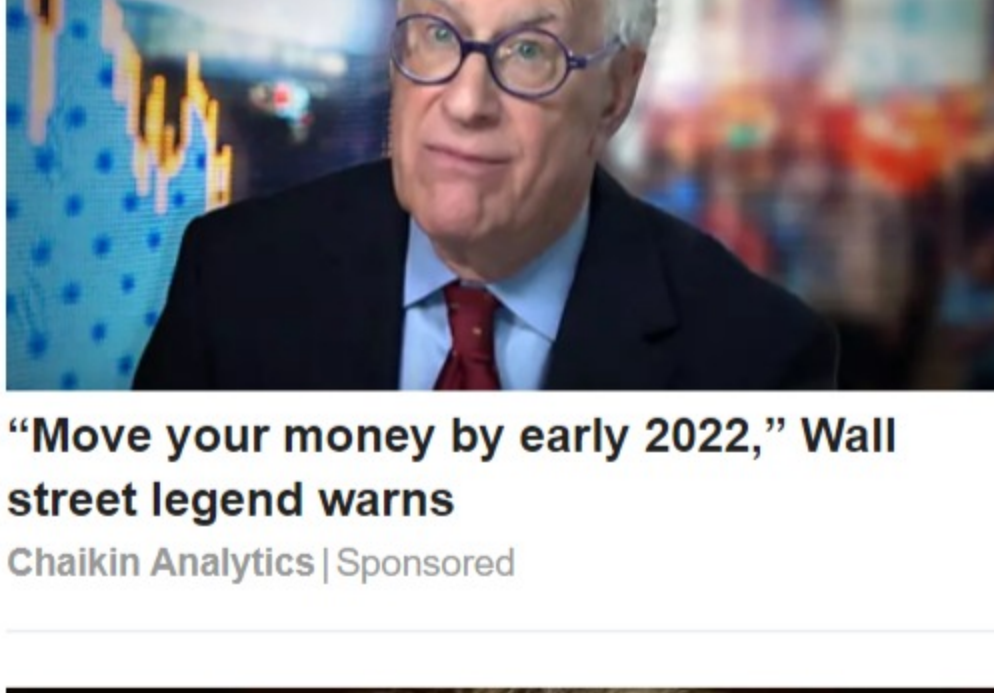 “Move your money by early 2022,” Wall
street legend warns
Chaikin Analytics | Sponsored